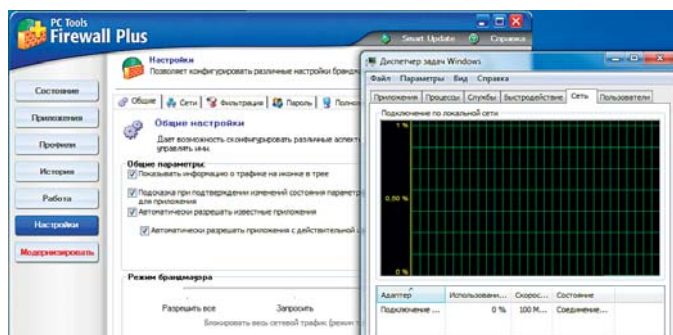 PC Tools
Firewall Plus
Smart Update
Справка
Настройки
Позволяет конфигурировать различные настройки брандм
Состояние
Приложения
Профили
История
Работа
Настройки
Модернизировать
Общие
Сети
Фильтрация
Пароль
Общие настройки
Дает возможность сконфигурировать различные аспект
управлять ими.
Общие параметры:
Показывать информацию о трафике на иконке в трее
Подсказка при подтверждении изменений состояния параметр
для приложения
Автоматически разрешать известные приложения
Автоматически разрешать приложения с действительной
Режим брандмауэра
Разрешить все
Запросить
Блокировать весь сетевой трафик (режим
Диспетчер задач Windows
Файл Параметры Вид Справка
Приложения Процессы Службы Быстродействие Сеть Пользователи
Подключение по локальной сети
1 %
0,50 %
0 %
Адаптер Использовани... Скорос... Состояние
Подключение ... 0 % 100 М... Соединение...